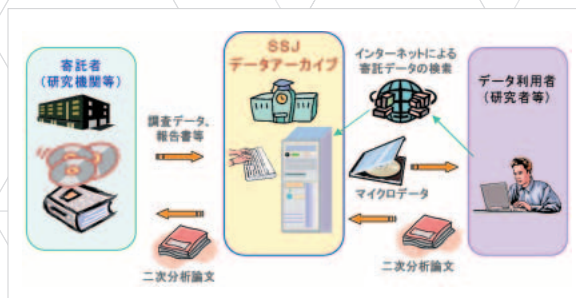 寄託者
(研究機関等)
調査データ、
報告書等
二次分析論文
SSJ
データアーカイブ
インターネットによる
寄託データの検索
マイクロデータ
二次分析論文
データ利用者
(研究者等)